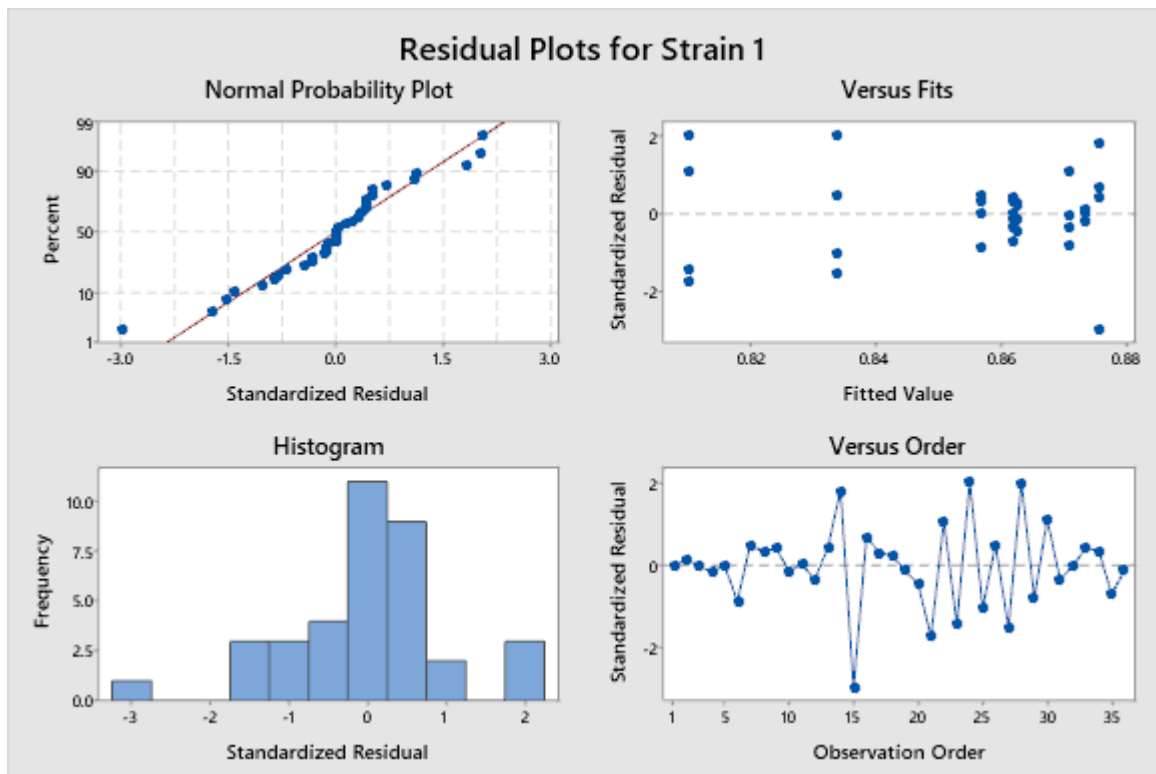 Residual Plots for Strain 1
Normal Probability Plot
Percent
99
90
50
10
1
-3.0 -1.5 0.0 1.5 3.0
Standardized Residual
Versus Fits
Standardized Residual
2
0
-2
0.82 0.84 0.86 0.88
Fitted Value
Histogram
Frequency
10.0
7.5
5.0
2.5
0.0
-3 -2 -1 0 1 2
Standardized Residual
Versus Order
Standardized Residual
2
0
-2
1 5 10 15 20 25 30 35
Observation Order